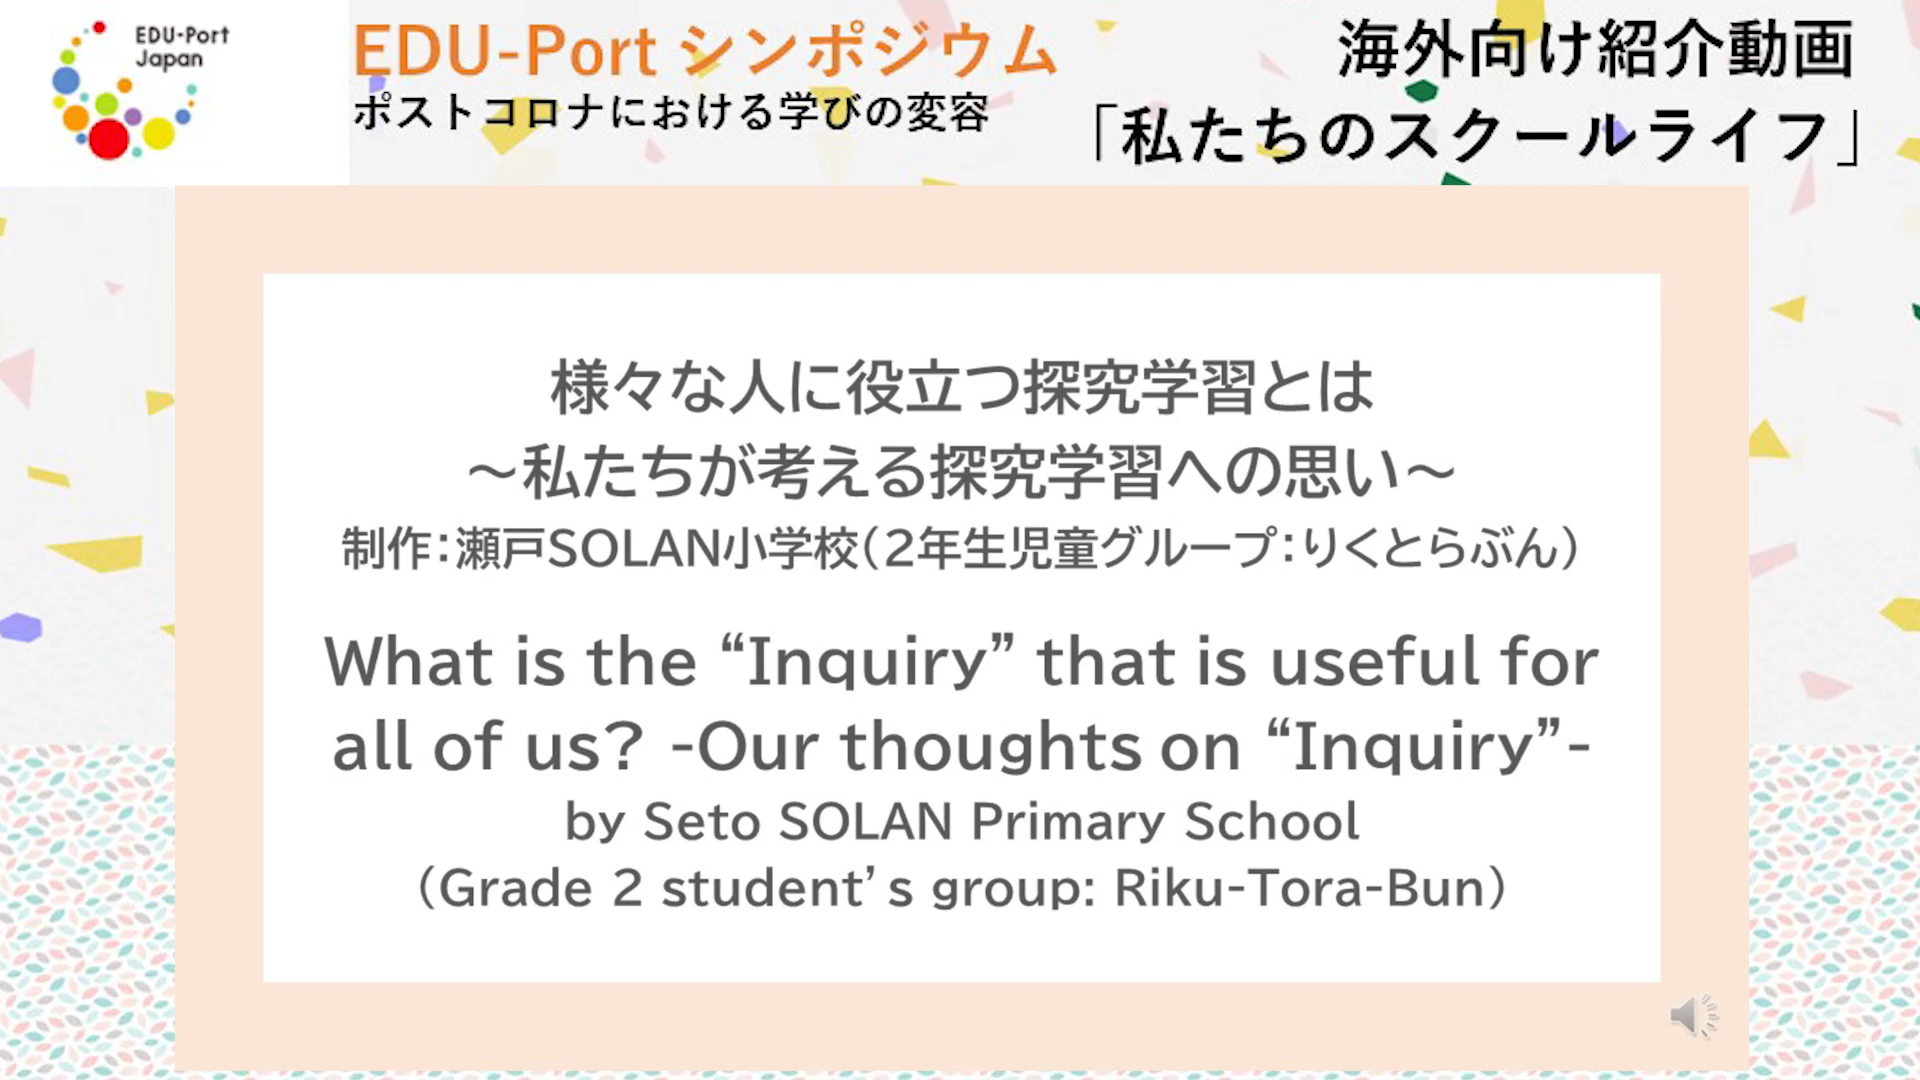 EDU-Port
Japan
EDU-Port シンポジウム
ポストコロナにおける学びの変容
海外向け紹介動画
「私たちのスクールライフ」
様々な人に役立つ探究学習とは
～私たちが考える探究学習への思い～
制作：瀬戸SOLAN小学校（2年生児童グループ：りくとらぶん）
What is the “Inquiry” that is useful for
all of us? -Our thoughts on “Inquiry”-
by Seto SOLAN Primary School
（Grade 2 student’s group: Riku-Tora-Bun）